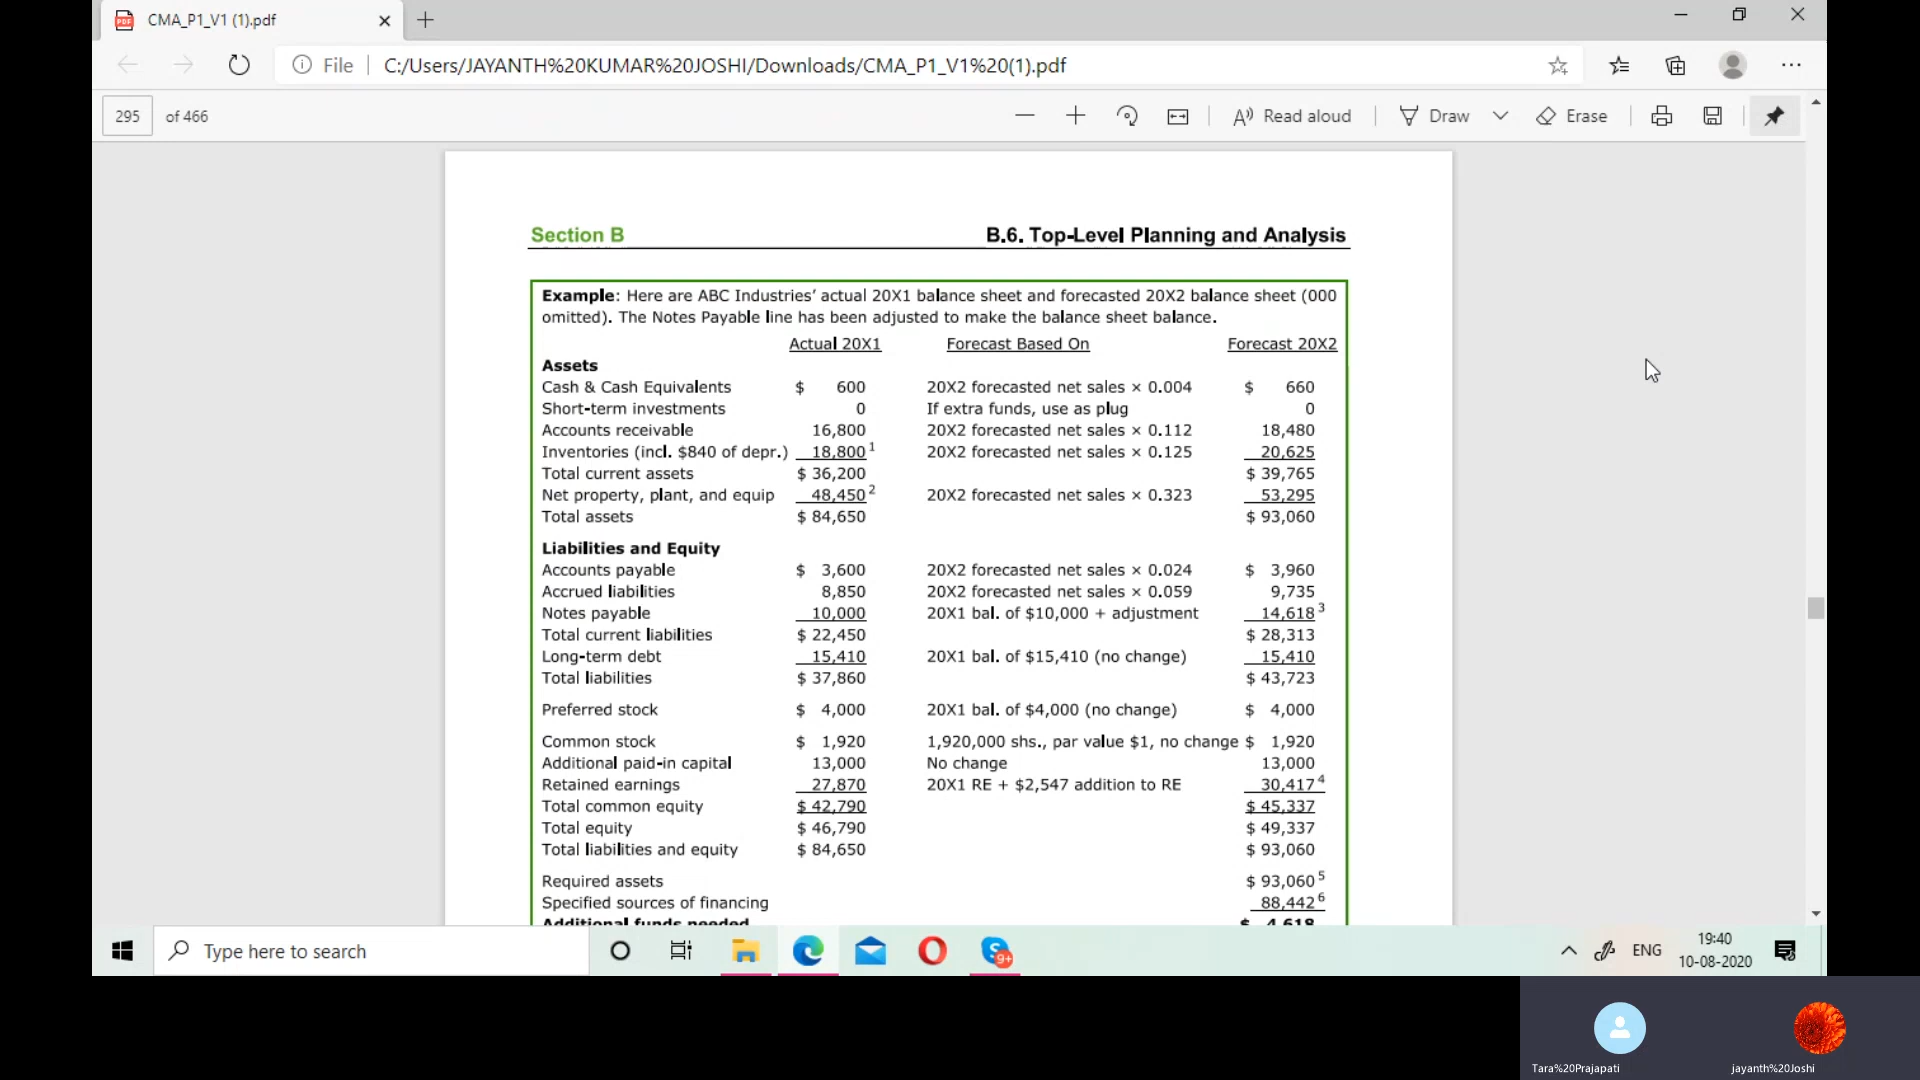 CMA_P1_V1 (1).pdf
File C:/Users/JAYANTH%20KUMAR%20JOSHI/Downloads/CMA_P1_V1%20(1).pdf
295 of 466 Read aloud Draw Erase
Section B B.6. Top-Level Planning and Analysis
Example: Here are ABC Industries’ actual 20X1 balance sheet and forecasted 20X2 balance sheet (000
omitted). The Notes Payable line has been adjusted to make the balance sheet balance.
Actual 20X1 Forecast Based On Forecast 20X2
Assets
Cash & Cash Equivalents $ 600 20X2 forecasted net sales × 0.004 $ 660
Short-term investments 0 If extra funds, use as plug 0
Accounts receivable 16,800 20X2 forecasted net sales × 0.112 18,480
Inventories (incl. $840 of depr.) 18,800 1 20X2 forecasted net sales × 0.125 20,625
Total current assets $ 36,200 $ 39,765
Net property, plant, and equip 48,450 2 20X2 forecasted net sales × 0.323 53,295
Total assets $ 84,650 $ 93,060
Liabilities and Equity
Accounts payable $ 3,600 20X2 forecasted net sales × 0.024 $ 3,960
Accrued liabilities 8,850 20X2 forecasted net sales × 0.059 9,735
Notes payable 10,000 20X1 bal. of $10,000 + adjustment 14,618 3
Total current liabilities $ 22,450 $ 28,313
Long-term debt 15,410 20X1 bal. of $15,410 (no change) 15,410
Total liabilities $ 37,860 $ 43,723
Preferred stock $ 4,000 20X1 bal. of $4,000 (no change) $ 4,000
Common stock $ 1,920 1,920,000 shs., par value $1, no change $ 1,920
Additional paid-in capital 13,000 No change 13,000
Retained earnings 27,870 20X1 RE + $2,547 addition to RE 30,417 4
Total common equity $ 42,790 $ 45,337
Total equity $ 46,790 $ 49,337
Total liabilities and equity $ 84,650 $ 93,060
Required assets $ 93,060 5
Specified sources of financing 88,442 6
Additional funds needed $ 4,618
Type here to search
9+
ENG
19:40
10-08-2020
Tara%20Prajapati
jayanth%20Joshi